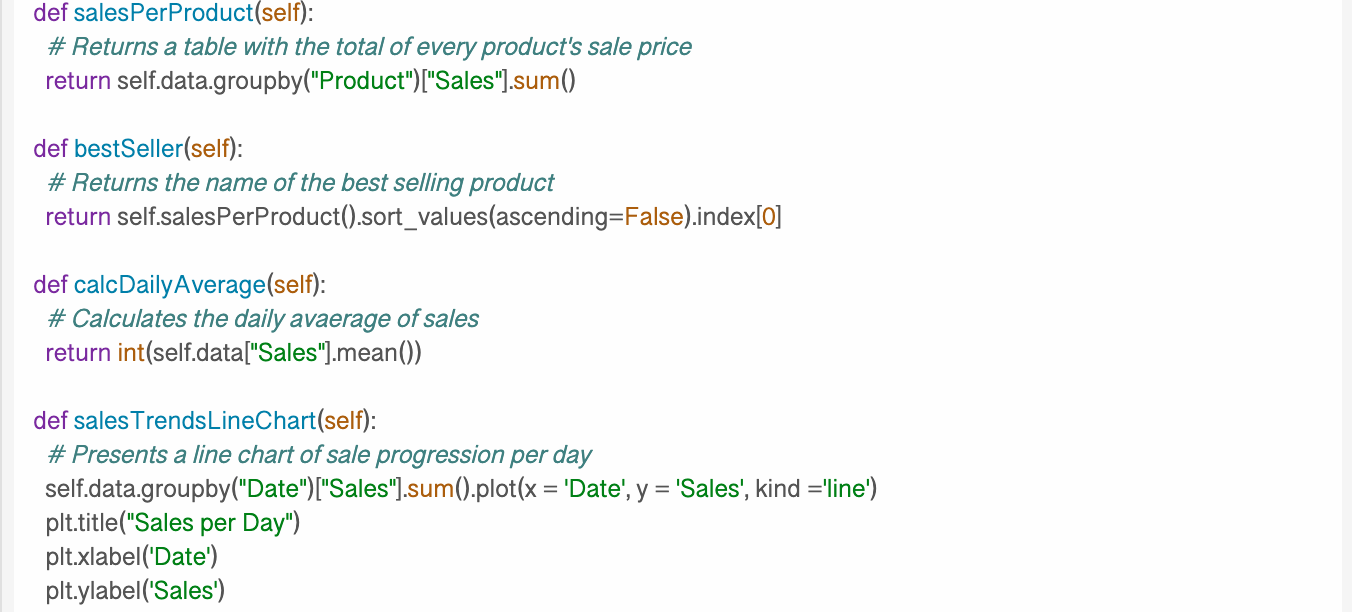 def salesPerProduct(self):
# Returns a table with the total of every product's sale price
return self.data.groupby("Product")["Sales"].sum()
def bestSeller(self):
# Returns the name of the best selling product
return self.salesPerProduct().sort_values(ascending=False).index[0]
def calcDailyAverage(self):
# Calculates the daily avaerage of sales
return int(self.data["Sales"].mean())
def salesTrendsLineChart(self):
# Presents a line chart of sale progression per day
self.data.groupby("Date")["Sales"].sum().plot(x = 'Date', y = 'Sales', kind ='line')
plt.title("Sales per Day")
plt.xlabel('Date')
plt.ylabel('Sales')